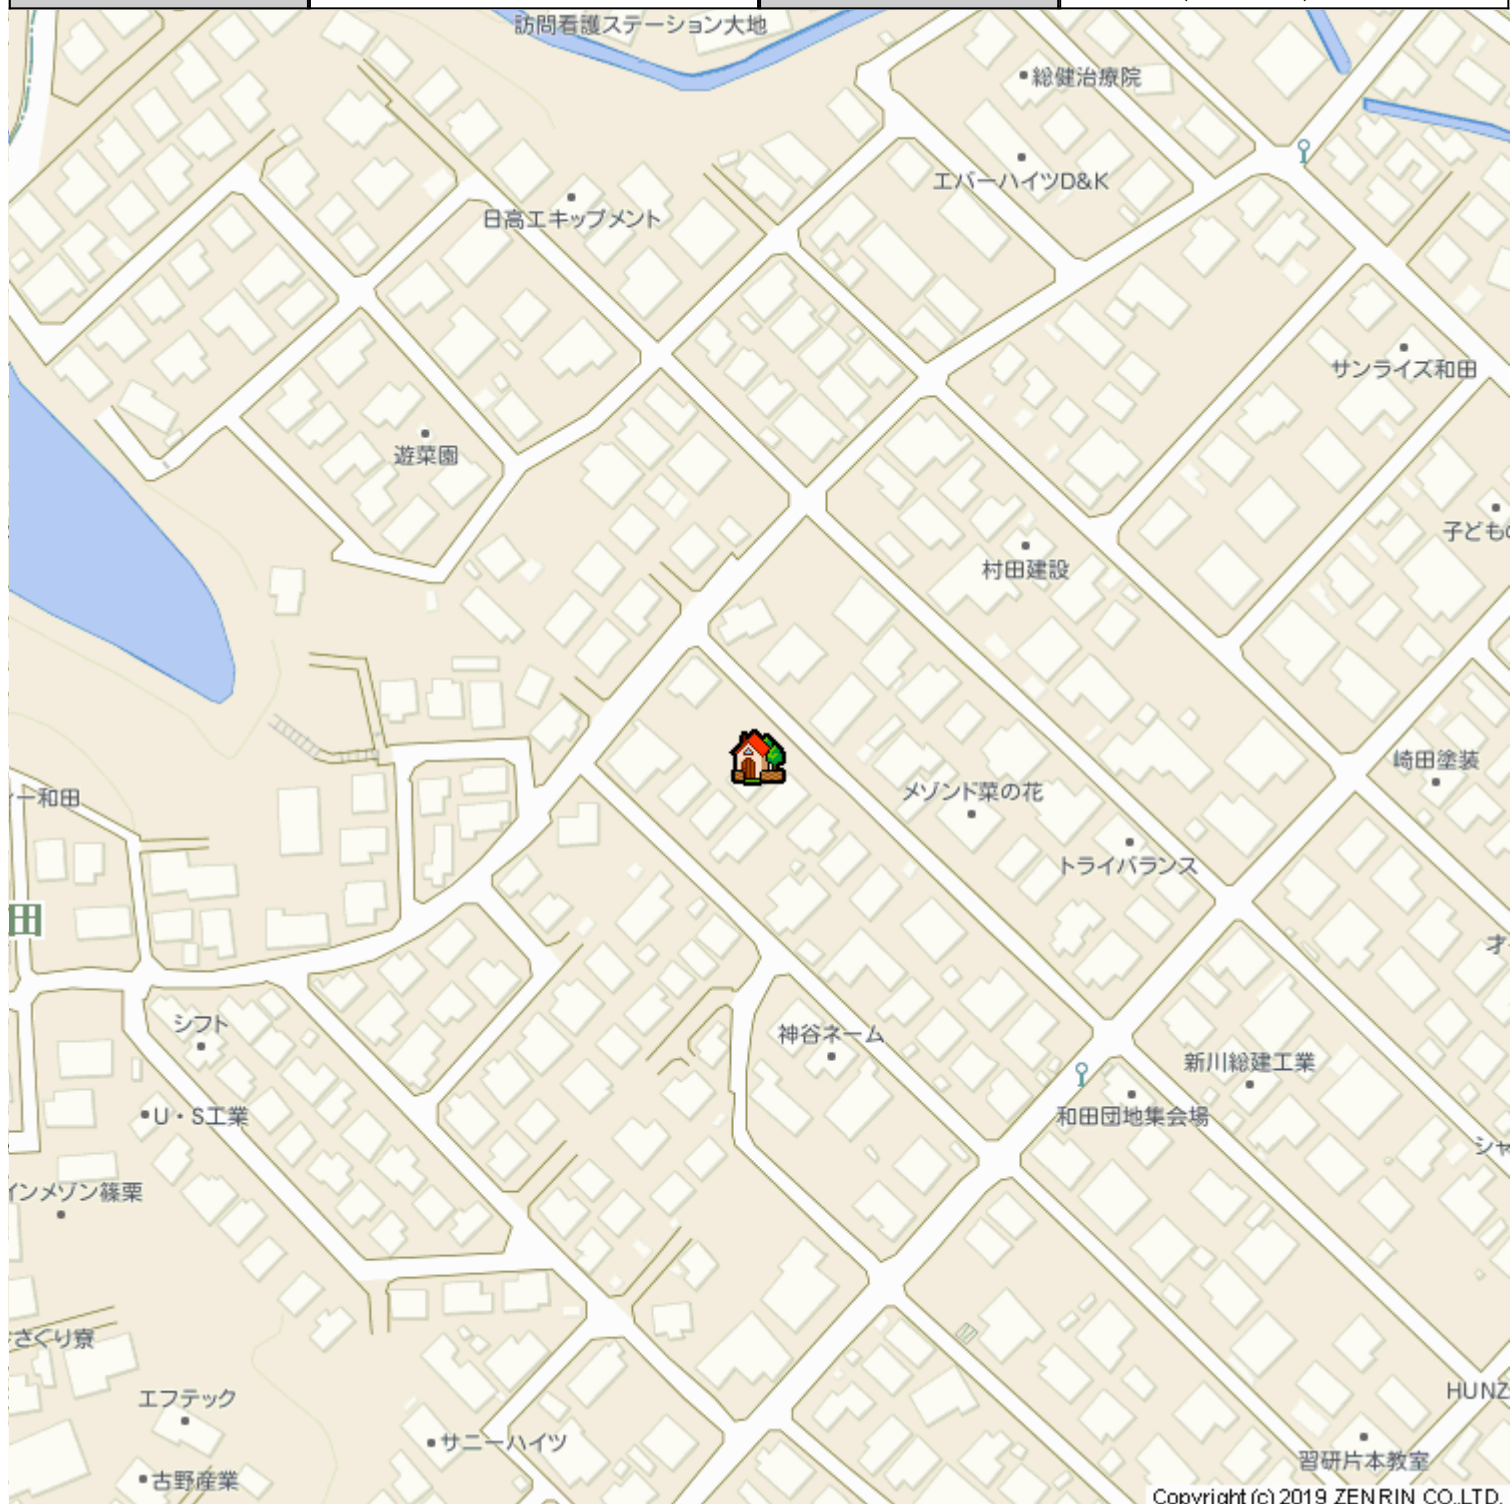 訪問看護ステーション大地
総健治療院
エバーハイツD&K
日高エキップメント
サンライズ和田
遊菜園
子ども
村田建設
崎田塗装
メゾンド菜の花
ー和田
トライバランス
田
オ
シフト
神谷ネーム
新川総建工業
U・S工業
和田団地集会場
シャ
インメゾン篠栗
さくり寮
HUNZ
エフテック
サニーハイツ
習研片本教室
古野産業
Copyright (c) 2019 ZENRIN CO.,LTD.